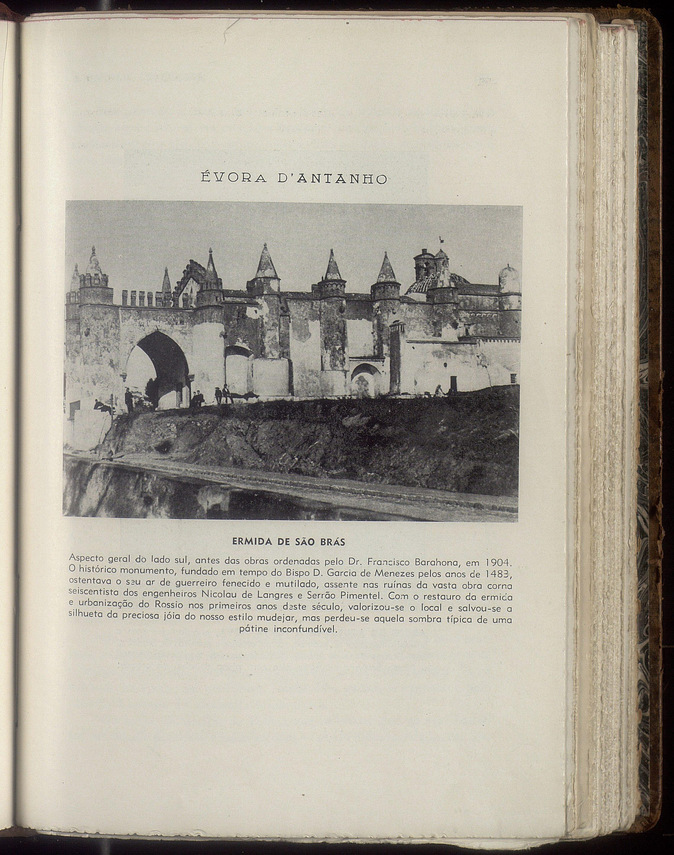 ÉVORA D'ANTANHO
ERMIDA DE SÃO BRÁS
Aspecto geral do lado sul, antes das obras ordenadas pelo Dr. Francisco Barahona, em 1904.
O histórico monumento, fundado em tempo do Bispo D. Garcia de Menezes pelos anos de 1483,
ostentava o seu ar de guerreiro fenecido e mutilado, assente nas ruínas da vasta obra corna
seiscentista dos engenheiros Nicolau de Langres e Serrão Pimentel. Com o restauro da ermida
e urbanização do Rossio nos primeiros anos deste século, valorizou-se o local e salvou-se a
silhueta da preciosa jóia do nosso estilo mudejar, mas perdeu-se aquela sombra típica de uma
pátine inconfundível.